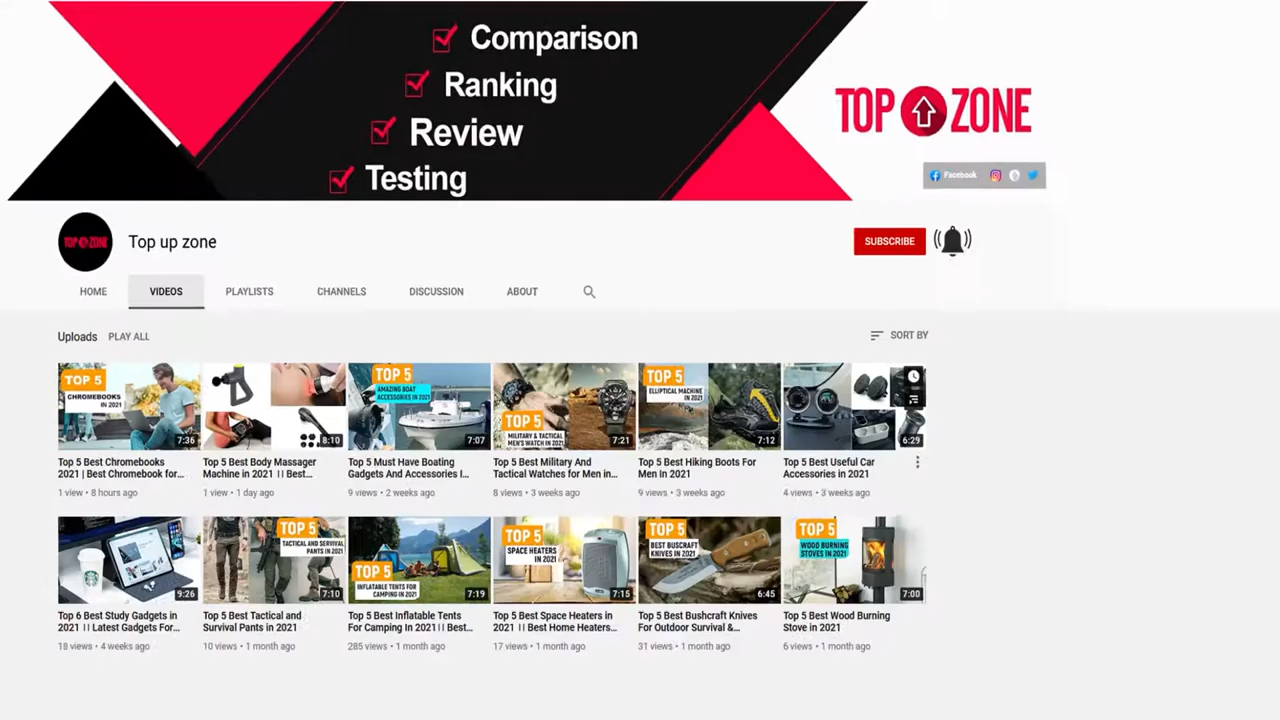 Comparison
Ranking
Review
Testing
TOP ZONE
Facebook
TOP ZONE
Top up zone
SUBSCRIBE
HOME VIDEOS PLAYLISTS CHANNELS DISCUSSION ABOUT
Uploads PLAY ALL SORT BY
TOP 5
CHROMEBOOKS
IN 2021
7:36
8:10
TOP 5
AMAZING BOAT
ACCESSORIES IN 2021
7:07
TOP 5
MILITARY & TACTICAL
MEN'S WATCH IN 2021
7:21
TOP 5
ELLIPTICAL MACHINE
IN 2021
7:12
6:29
Top 5 Best Chromebooks
2021 | Best Chromebook for...
1 view • 8 hours ago
Top 5 Best Body Massager
Machine in 2021 || Best...
1 view • 1 day ago
Top 5 Must Have Boating
Gadgets And Accessories I...
9 views • 2 weeks ago
Top 5 Best Military And
Tactical Watches for Men in...
8 views • 3 weeks ago
Top 5 Best Hiking Boots For
Men In 2021
9 views • 3 weeks ago
Top 5 Best Useful Car
Accessories in 2021
4 views • 3 weeks ago
9:26
TOP 5
TACTICAL AND SERVIVAL
PANTS IN 2021
7:10
TOP 5
INFLATABLE TENTS FOR
CAMPING IN 2021
7:19
TOP 5
SPACE HEATERS
IN 2021
7:15
TOP 5
BEST BUSCRAFT
KNIVES IN 2021
6:45
TOP 5
WOOD BURNING
STOVES IN 2021
7:00
Top 6 Best Study Gadgets in
2021 || Latest Gadgets For...
18 views • 4 weeks ago
Top 5 Best Tactical and
Survival Pants in 2021
10 views • 1 month ago
Top 5 Best Inflatable Tents
For Camping In 2021|| Best...
285 views • 1 month ago
Top 5 Best Space Heaters in
2021 || Best Home Heaters...
17 views • 1 month ago
Top 5 Best Bushcraft Knives
For Outdoor Survival &...
31 views • 1 month ago
Top 5 Best Wood Burning
Stove in 2021
6 views • 1 month ago